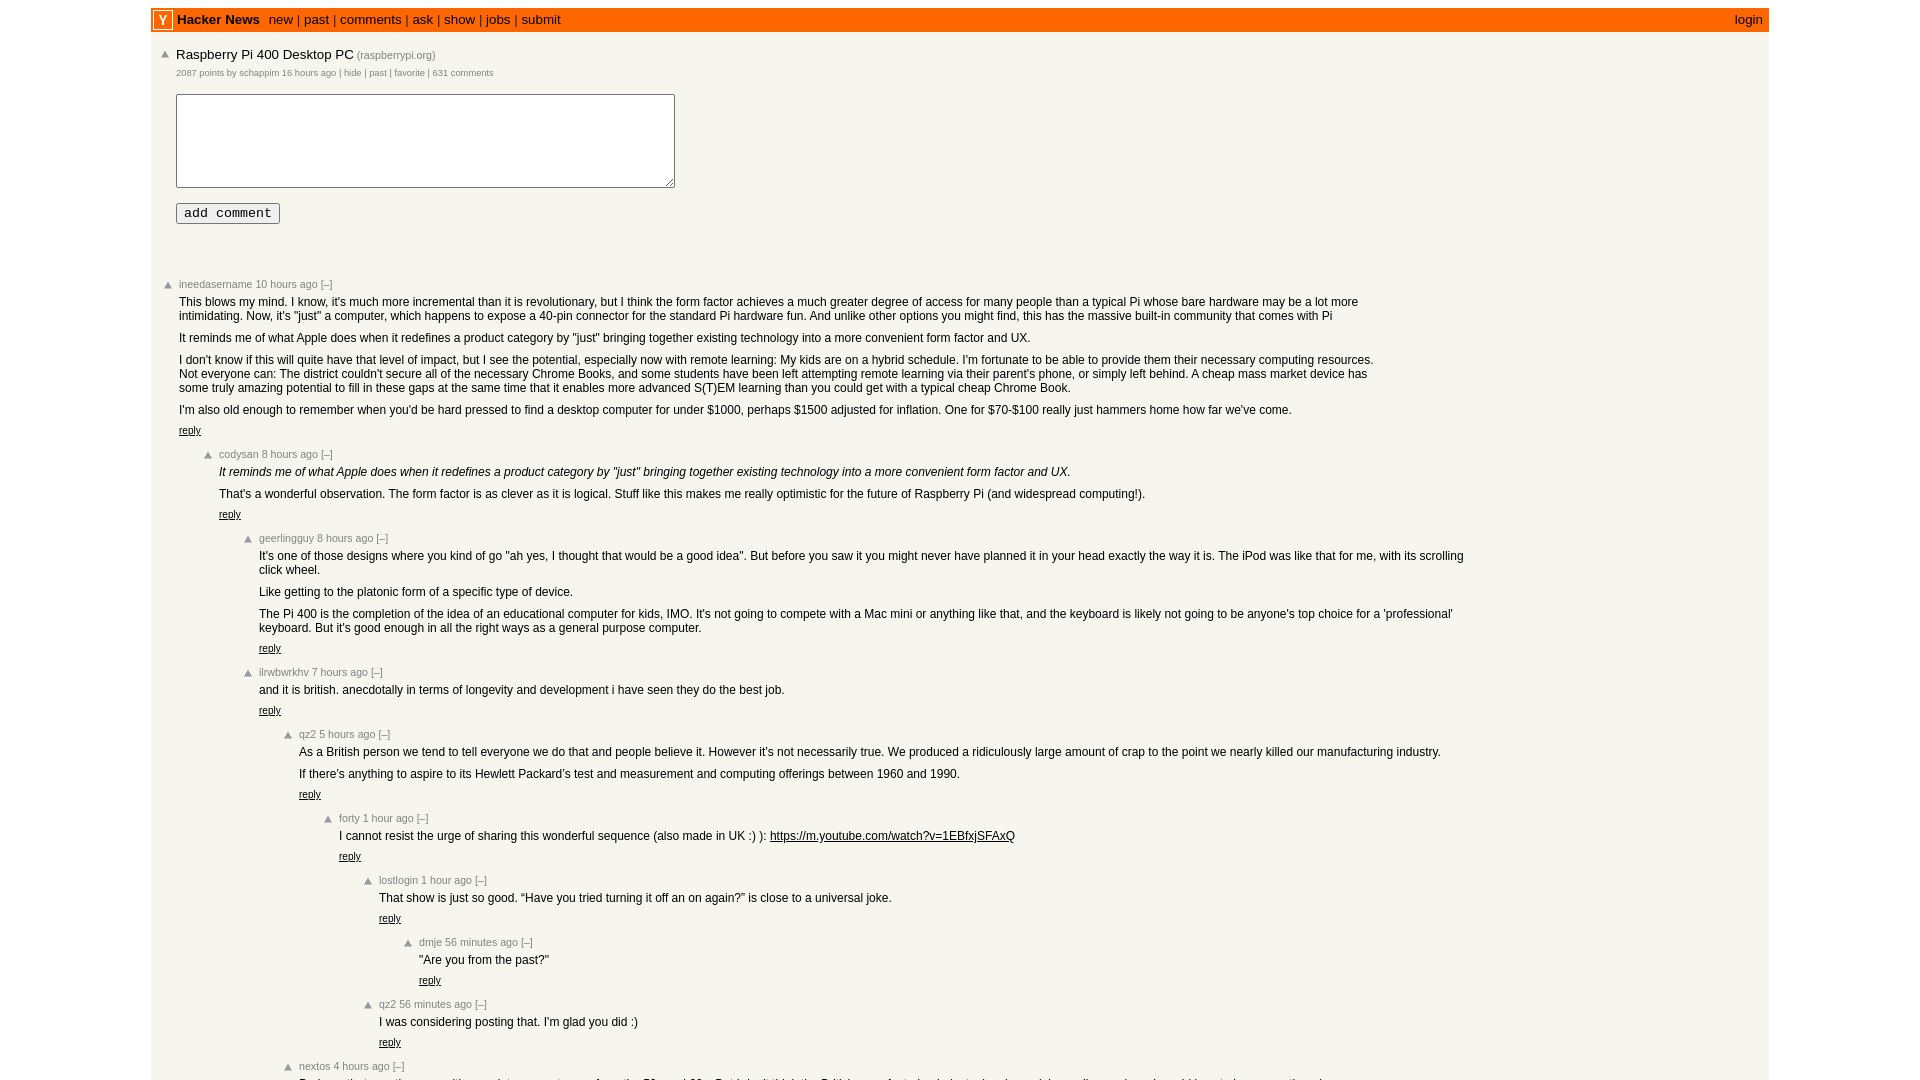 Y Hacker News new | past | comments | ask | show | jobs | submit login
Raspberry Pi 400 Desktop PC (raspberrypi.org)
2087 points by schappim 16 hours ago | hide | past | favorite | 631 comments
add comment
ineedasername 10 hours ago [–]
This blows my mind. I know, it's much more incremental than it is revolutionary, but I think the form factor achieves a much greater degree of access for many people than a typical Pi whose bare hardware may be a lot more
intimidating. Now, it's "just" a computer, which happens to expose a 40-pin connector for the standard Pi hardware fun. And unlike other options you might find, this has the massive built-in community that comes with Pi
It reminds me of what Apple does when it redefines a product category by "just" bringing together existing technology into a more convenient form factor and UX.
I don't know if this will quite have that level of impact, but I see the potential, especially now with remote learning: My kids are on a hybrid schedule. I'm fortunate to be able to provide them their necessary computing resources.
Not everyone can: The district couldn't secure all of the necessary Chrome Books, and some students have been left attempting remote learning via their parent's phone, or simply left behind. A cheap mass market device has
some truly amazing potential to fill in these gaps at the same time that it enables more advanced S(T)EM learning than you could get with a typical cheap Chrome Book.
I'm also old enough to remember when you'd be hard pressed to find a desktop computer for under $1000, perhaps $1500 adjusted for inflation. One for $70-$100 really just hammers home how far we've come.
reply
codysan 8 hours ago [–]
It reminds me of what Apple does when it redefines a product category by "just" bringing together existing technology into a more convenient form factor and UX.
That's a wonderful observation. The form factor is as clever as it is logical. Stuff like this makes me really optimistic for the future of Raspberry Pi (and widespread computing!).
reply
geerlingguy 8 hours ago [–]
It's one of those designs where you kind of go "ah yes, I thought that would be a good idea". But before you saw it you might never have planned it in your head exactly the way it is. The iPod was like that for me, with its scrolling
click wheel.
Like getting to the platonic form of a specific type of device.
The Pi 400 is the completion of the idea of an educational computer for kids, IMO. It's not going to compete with a Mac mini or anything like that, and the keyboard is likely not going to be anyone's top choice for a 'professional'
keyboard. But it's good enough in all the right ways as a general purpose computer.
reply
ilrwbwrkhv 7 hours ago [–]
and it is british. anecdotally in terms of longevity and development i have seen they do the best job.
reply
qz2 5 hours ago [–]
As a British person we tend to tell everyone we do that and people believe it. However it’s not necessarily true. We produced a ridiculously large amount of crap to the point we nearly killed our manufacturing industry.
If there’s anything to aspire to its Hewlett Packard’s test and measurement and computing offerings between 1960 and 1990.
reply
forty 1 hour ago [–]
I cannot resist the urge of sharing this wonderful sequence (also made in UK :) ): https://m.youtube.com/watch?v=1EBfxjSFAxQ
reply
lostlogin 1 hour ago [–]
That show is just so good. “Have you tried turning it off an on again?” is close to a universal joke.
reply
dmje 56 minutes ago [–]
"Are you from the past?"
reply
qz2 56 minutes ago [–]
I was considering posting that. I'm glad you did :)
reply
nextos 4 hours ago [–]